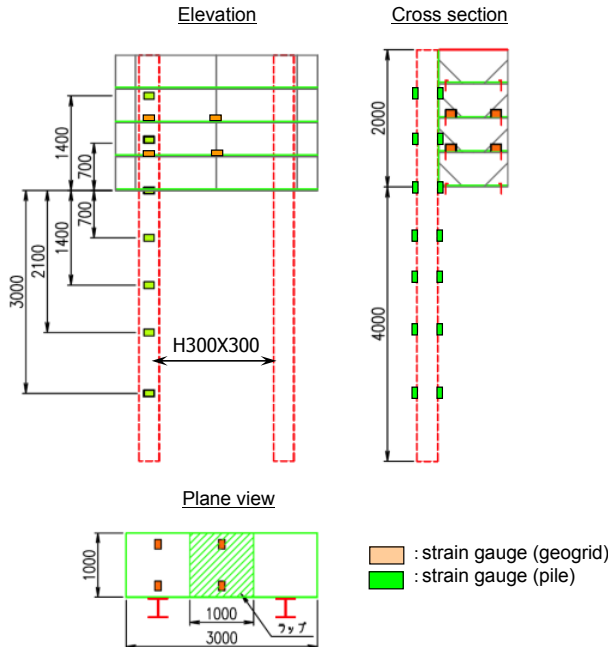 Elevation
Cross section
1400
700
700
1400
2100
3000
H300X300
2000
4000
Plane view
1000
1000
3000
ラップ
: strain gauge (geogrid)
: strain gauge (pile)